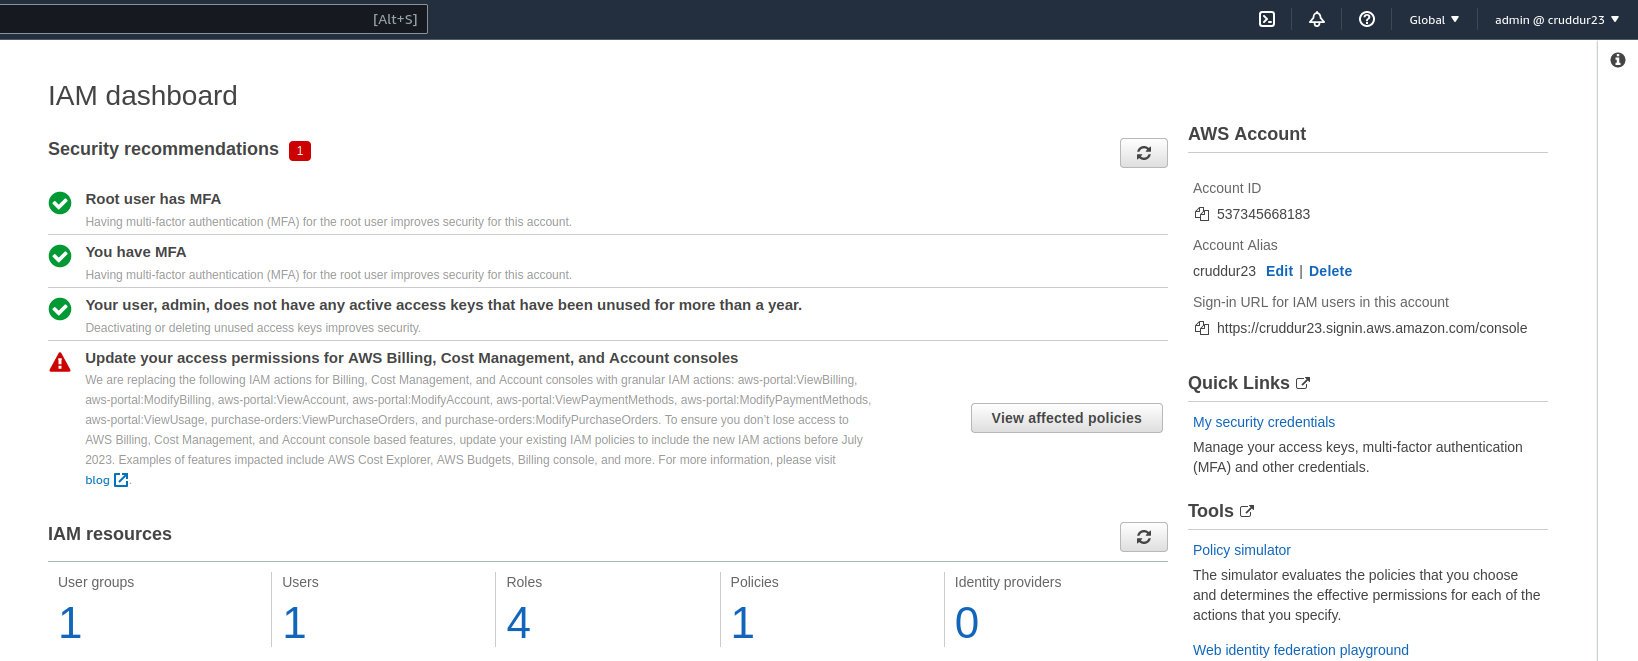 [Alt+S]
Global
admin @ cruddur23
IAM dashboard
Security recommendations 1
Root user has MFA
Having multi-factor authentication (MFA) for the root user improves security for this account.
You have MFA
Having multi-factor authentication (MFA) for the root user improves security for this account.
Your user, admin, does not have any active access keys that have been unused for more than a year.
Deactivating or deleting unused access keys improves security.
Update your access permissions for AWS Billing, Cost Management, and Account consoles
We are replacing the following IAM actions for Billing, Cost Management, and Account consoles with granular IAM actions: aws-portal:ViewBilling,
aws-portal:ModifyBilling, aws-portal:ViewAccount, aws-portal:ModifyAccount, aws-portal:ViewPaymentMethods, aws-portal:ModifyPaymentMethods,
aws-portal:ViewUsage, purchase-orders:ViewPurchaseOrders, and purchase-orders:ModifyPurchaseOrders. To ensure you don't lose access to
AWS Billing, Cost Management, and Account console based features, update your existing IAM policies to include the new IAM actions before July
2023. Examples of features impacted include AWS Cost Explorer, AWS Budgets, Billing console, and more. For more information, please visit
blog .
View affected policies
IAM resources
User groups
1
Users
1
Roles
4
Policies
1
Identity providers
0
AWS Account
Account ID
537345668183
Account Alias
cruddur23 Edit | Delete
Sign-in URL for IAM users in this account
https://cruddur23.signin.aws.amazon.com/console
Quick Links
My security credentials
Manage your access keys, multi-factor authentication
(MFA) and other credentials.
Tools
Policy simulator
The simulator evaluates the policies that you choose
and determines the effective permissions for each of the
actions that you specify.
Web identity federation playground